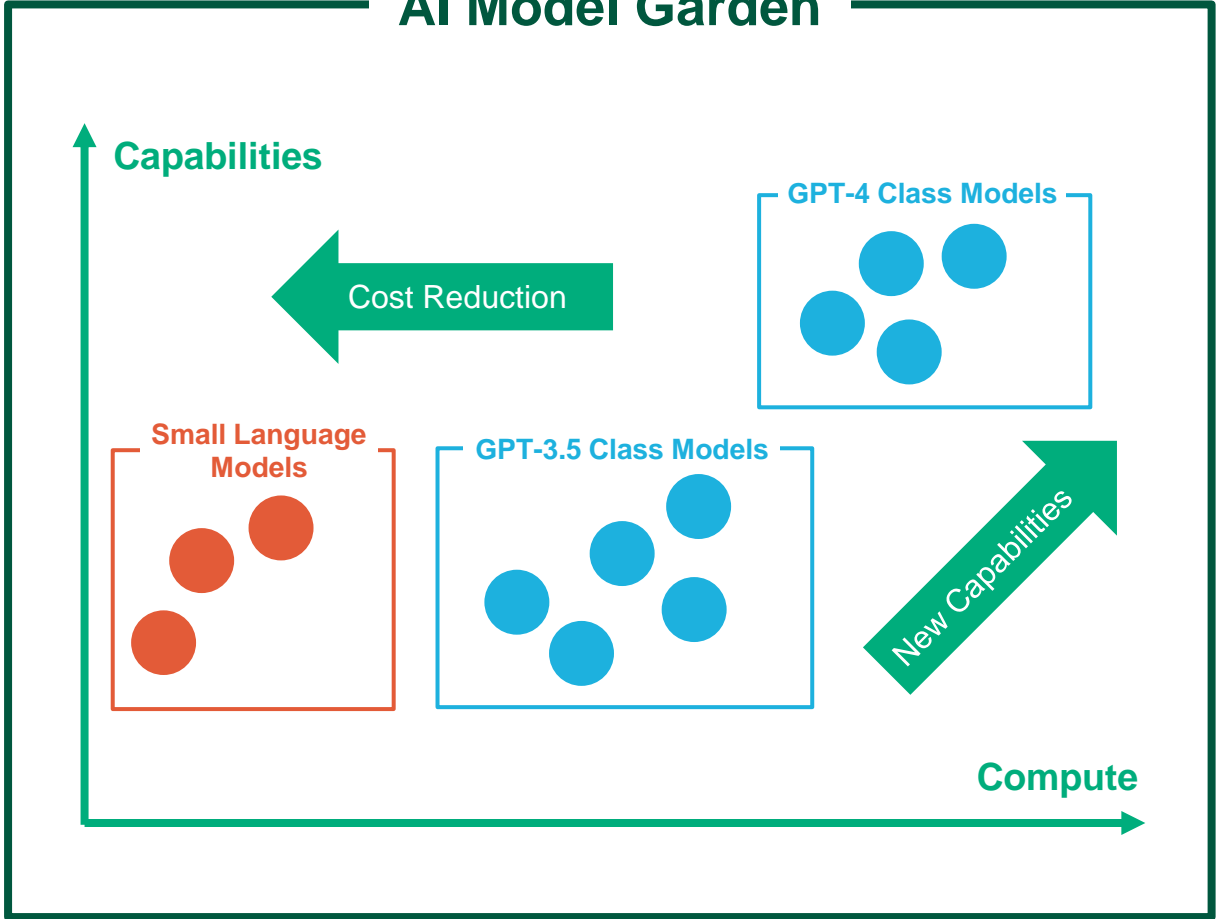 AI Model Garden
Capabilities
GPT-4 Class Models
Cost Reduction
Small Language
Models
GPT-3.5 Class Models
New Capabilities
Compute